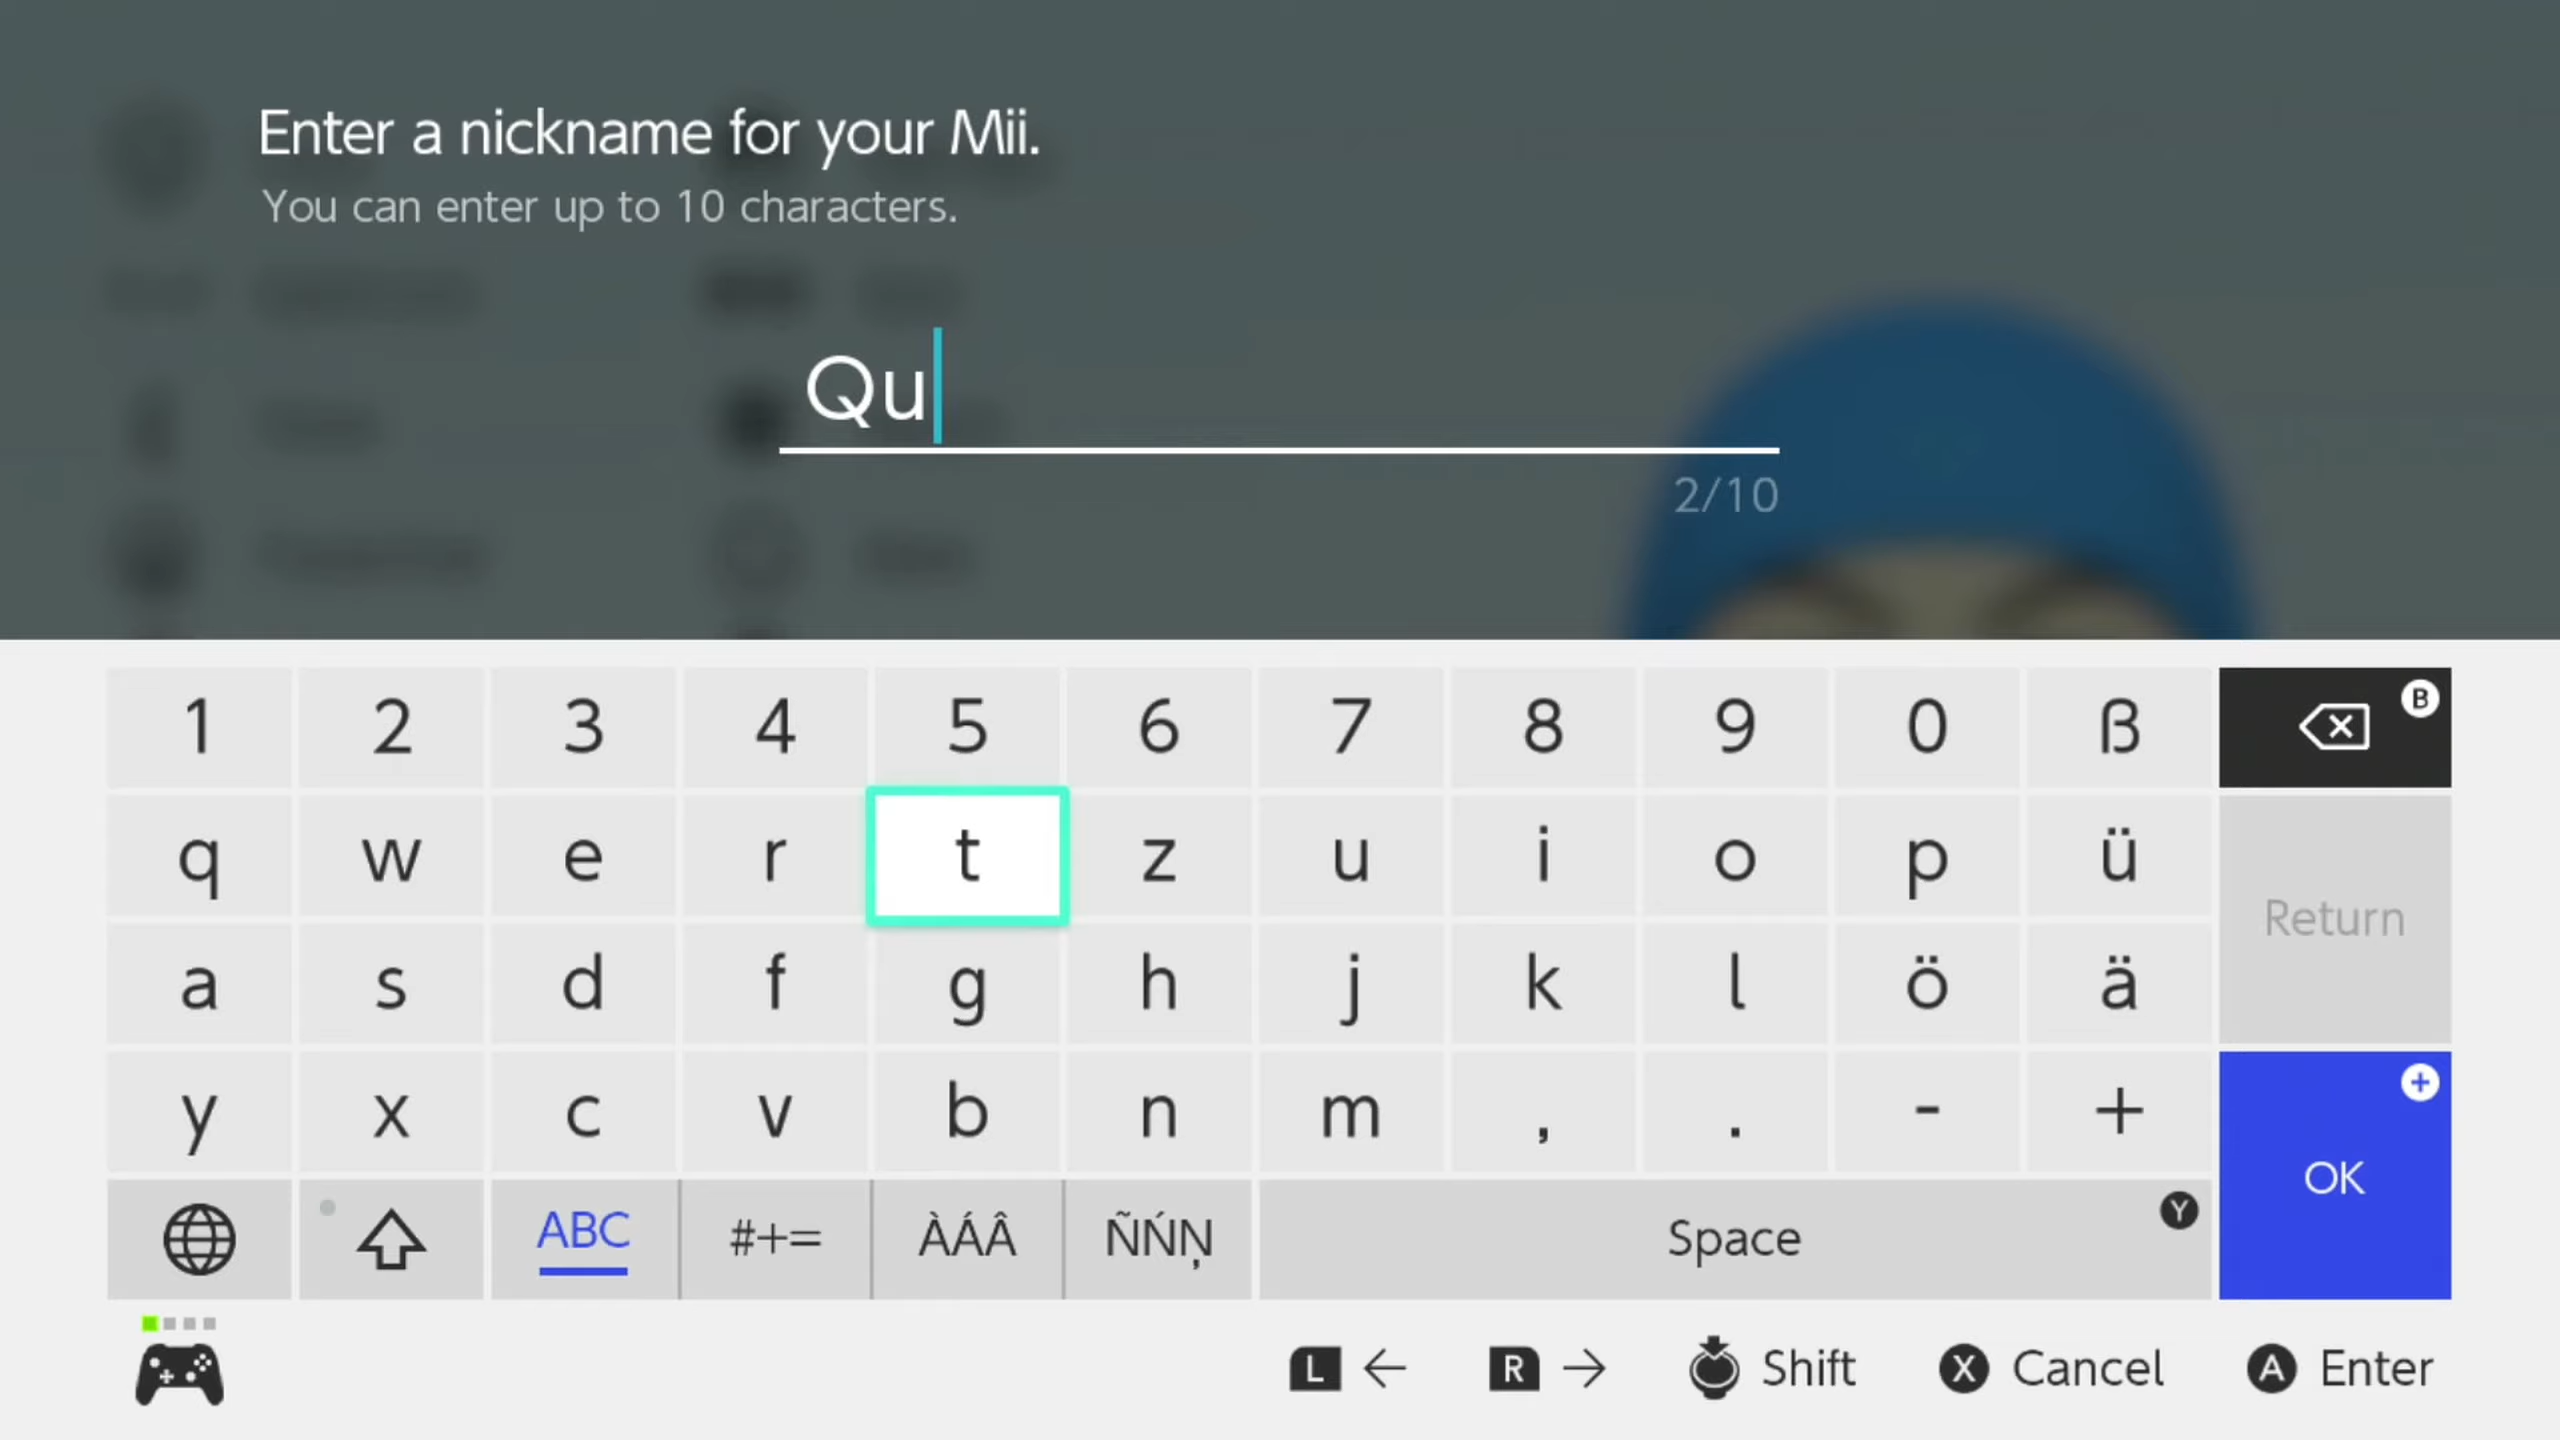 Enter a nickname for your Mii.
You can enter up to 10 characters.
Qu
2/10
1 2 3 4 5 6 7 8 9 0 ß B
q w e r t z u i o p ü
Return
a s d f g h j k l ö ä
y x c v b n m , . - +
OK
ABC #+= ÀÁÂ ÑŃŅ Space Y
L ← R → Shift X Cancel A Enter